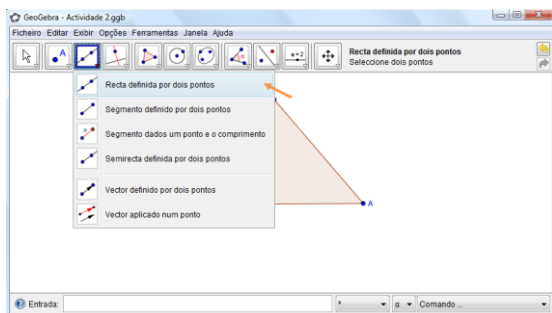 GeoGebra - Actividade 2.ggb
Ficheiro Editar Exibir Opções Ferramentas Janela Ajuda
A
a=2
Recta definida por dois pontos
Seleccione dois pontos
Recta definida por dois pontos
Segmento definido por dois pontos
Segmento dados um ponto e o comprimento
Semirecta definida por dois pontos
Vector definido por dois pontos
Vector aplicado num ponto
A
Entrada:
² α Comando ...